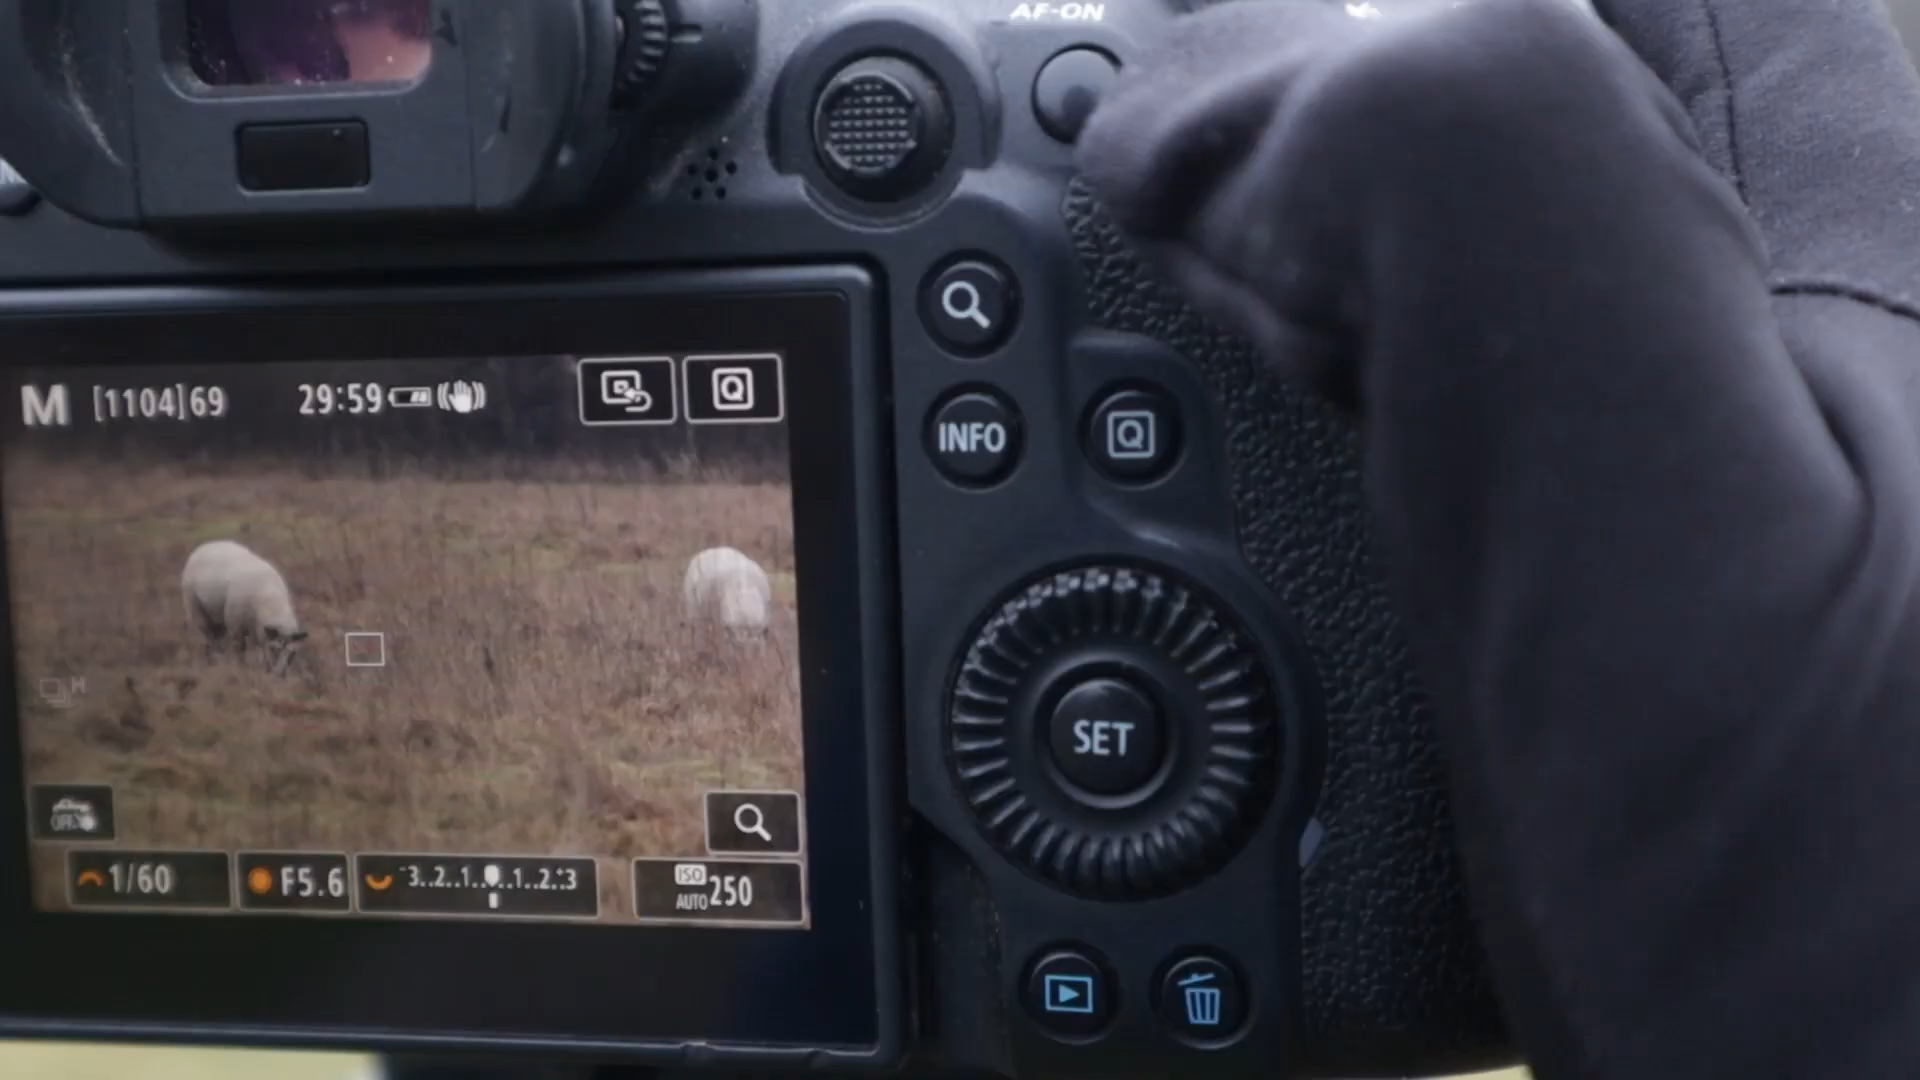 AF-ON
M [1104]69 29:59 Q
INFO Q
SET
H
OFF
1/60 F5.6 -3..2..1..0..1..2..+3 ISO AUTO 250